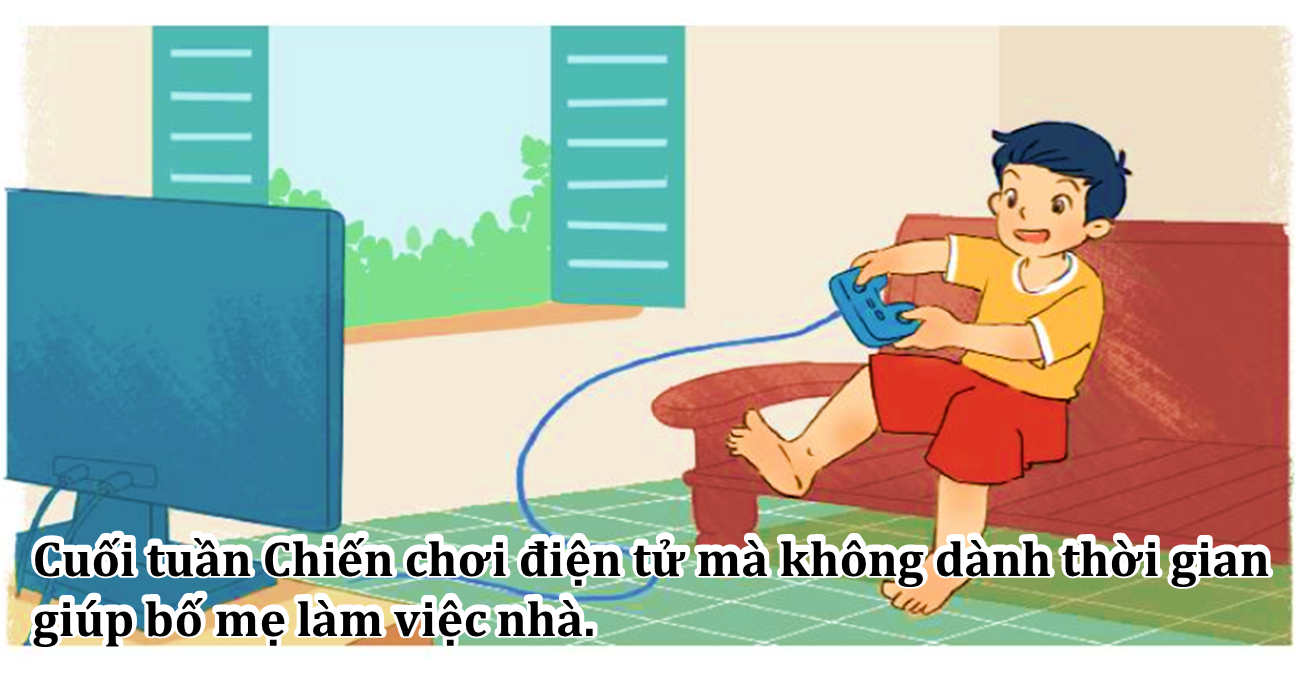 Cuối tuần Chiến chơi điện tử mà không dành thời gian
giúp bố mẹ làm việc nhà.